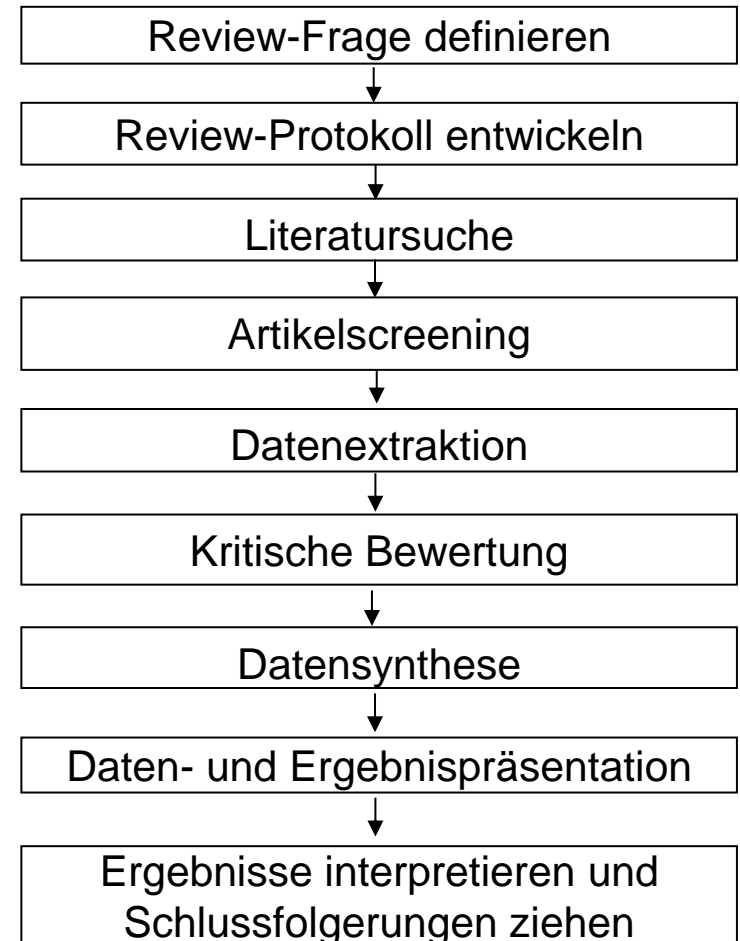 Review-Frage definieren
Review-Protokoll entwickeln
Literatursuche
Artikelscreening
Datenextraktion
Kritische Bewertung
Datensynthese
Daten- und Ergebnispräsentation
Ergebnisse interpretieren und
Schlussfolgerungen ziehen